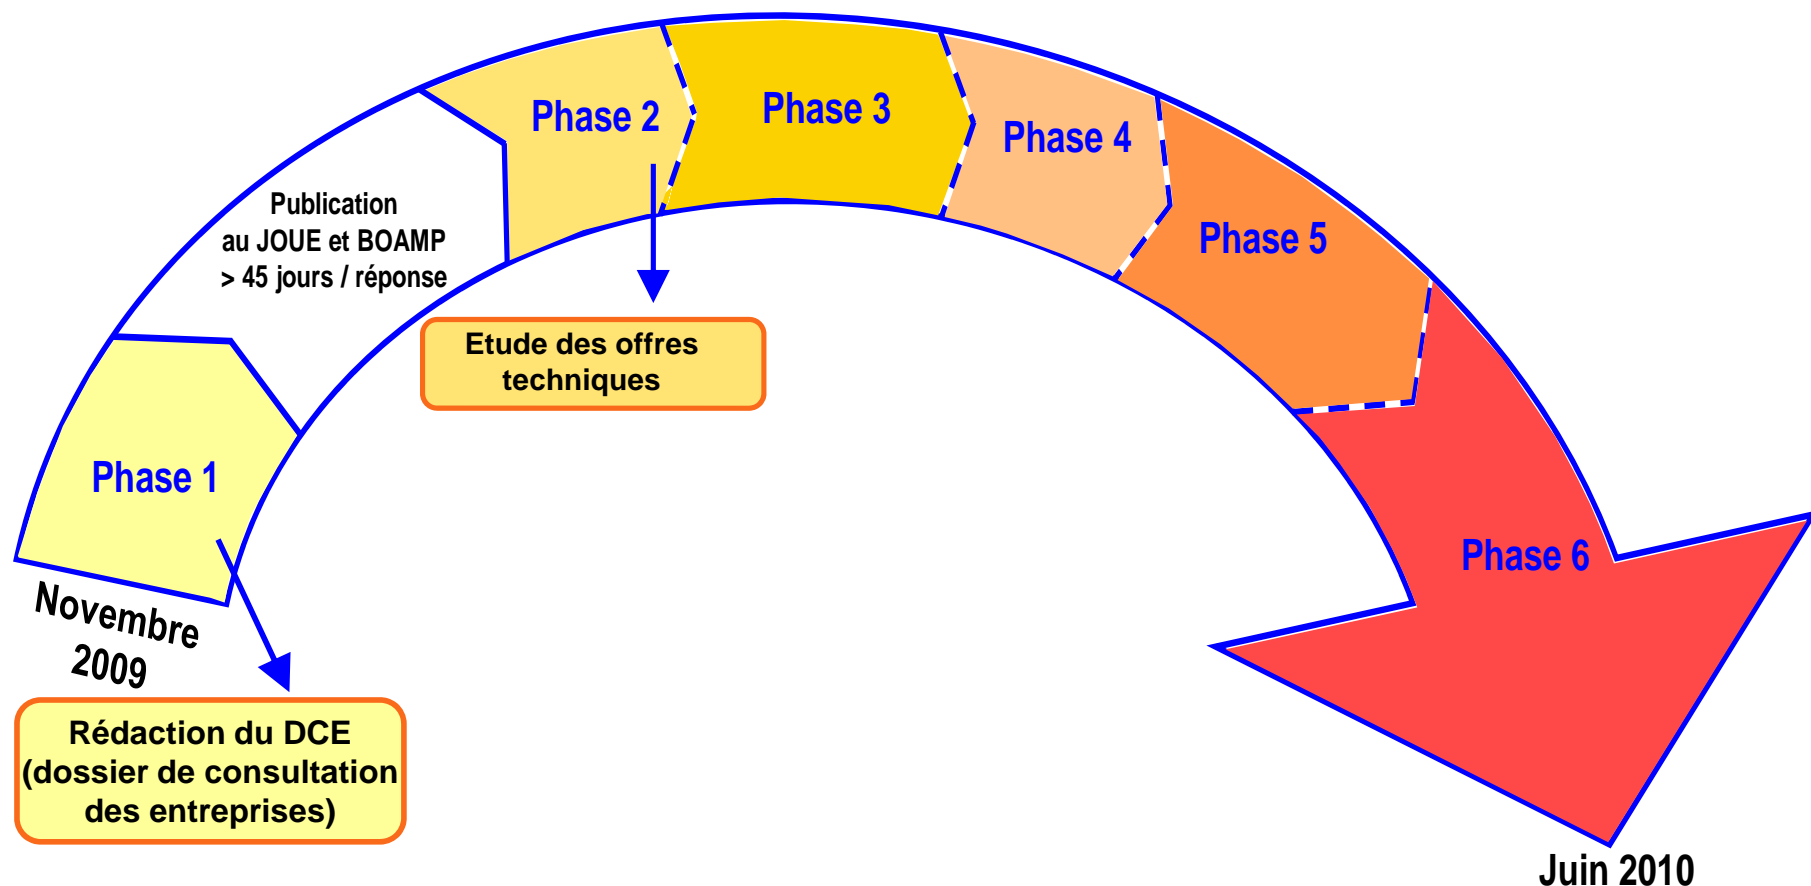 Phase 1
Novembre
2009
Rédaction du DCE
(dossier de consultation
des entreprises)
Publication
au JOUE et BOAMP
> 45 jours / réponse
Phase 2
Etude des offres
techniques
Phase 3
Phase 4
Phase 5
Phase 6
Juin 2010